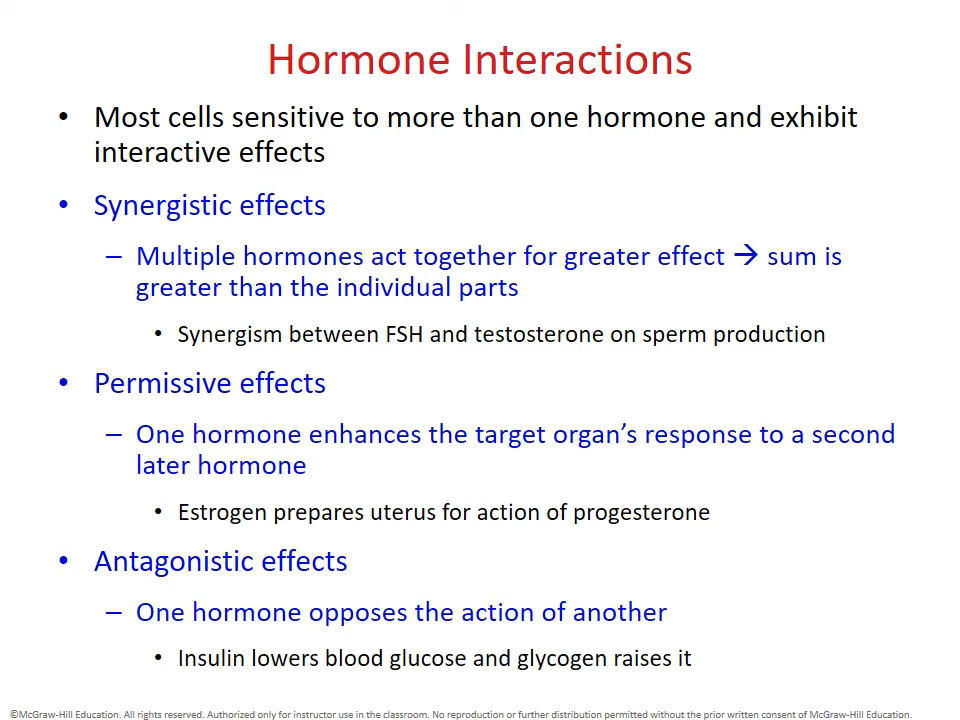 Hormone Interactions
• Most cells sensitive to more than one hormone and exhibit
interactive effects
• Synergistic effects
– Multiple hormones act together for greater effect → sum is
greater than the individual parts
• Synergism between FSH and testosterone on sperm production
• Permissive effects
– One hormone enhances the target organ’s response to a second
later hormone
• Estrogen prepares uterus for action of progesterone
• Antagonistic effects
– One hormone opposes the action of another
• Insulin lowers blood glucose and glycogen raises it
©McGraw-Hill Education. All rights reserved. Authorized only for instructor use in the classroom. No reproduction or further distribution permitted without the prior written consent of McGraw-Hill Education.